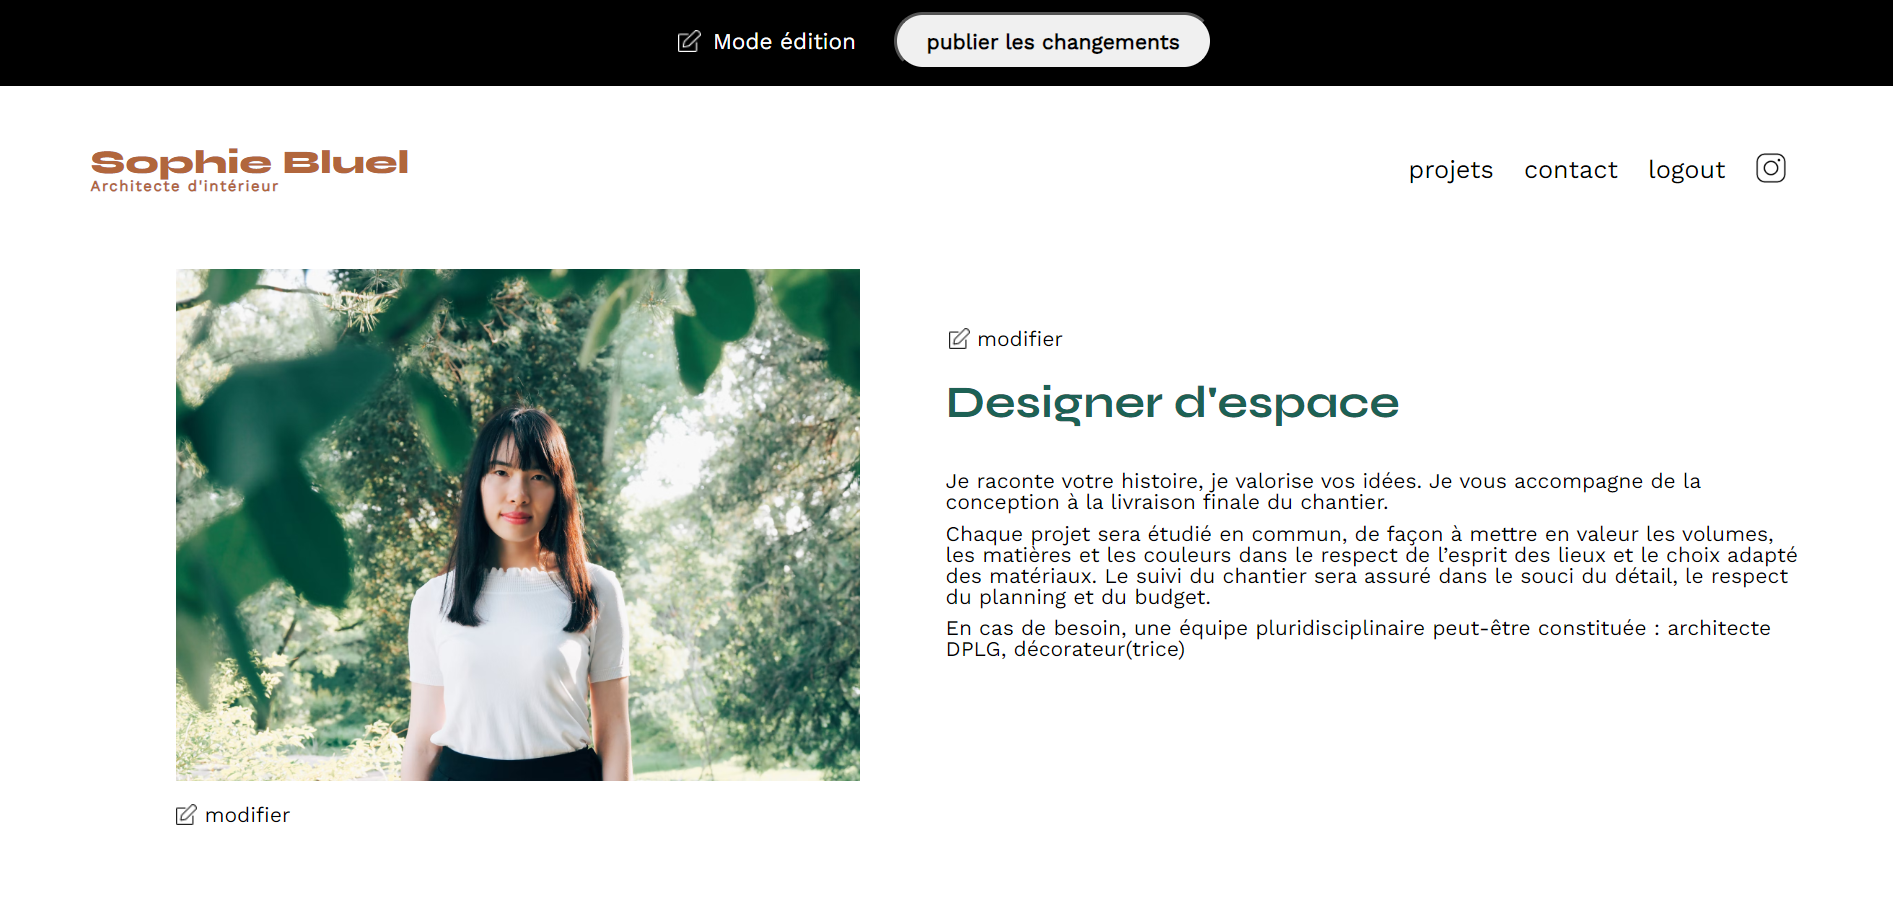 Mode édition
publier les changements
Sophie Bluel
Architecte d'intérieur
projets
contact
logout
modifier
Designer d'espace
Je raconte votre histoire, je valorise vos idées. Je vous accompagne de la
conception à la livraison finale du chantier.
Chaque projet sera étudié en commun, de façon à mettre en valeur les volumes,
les matières et les couleurs dans le respect de l’esprit des lieux et le choix adapté
des matériaux. Le suivi du chantier sera assuré dans le souci du détail, le respect
du planning et du budget.
En cas de besoin, une équipe pluridisciplinaire peut-être constituée : architecte
DPLG, décorateur(trice)
modifier